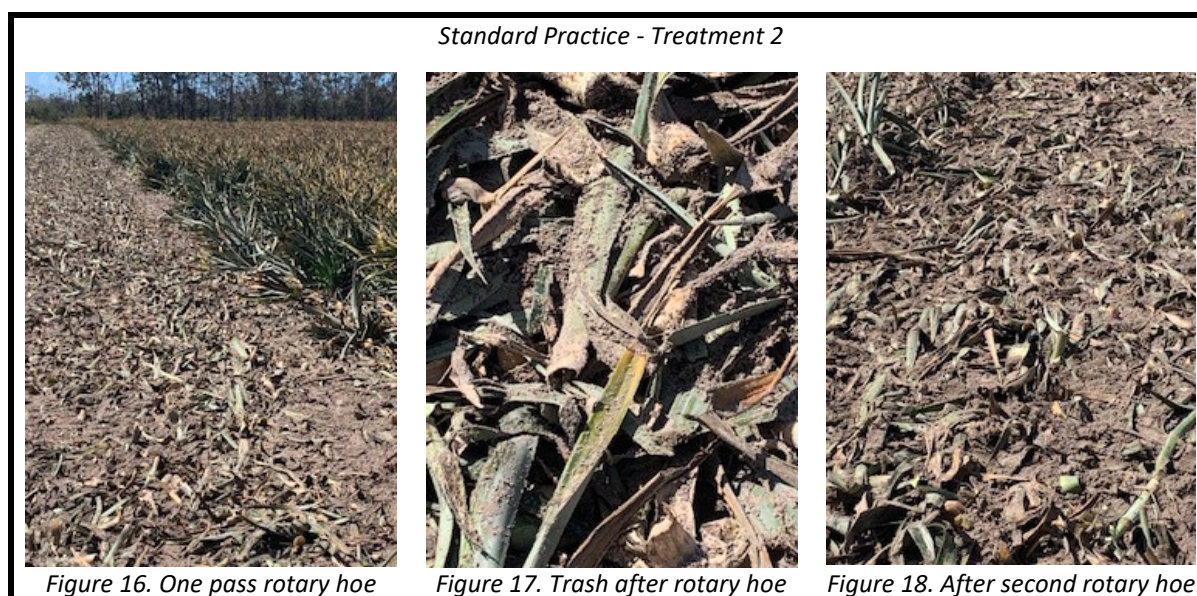 Standard Practice - Treatment 2
Figure 16. One pass rotary hoe
Figure 17. Trash after rotary hoe
Figure 18. After second rotary hoe